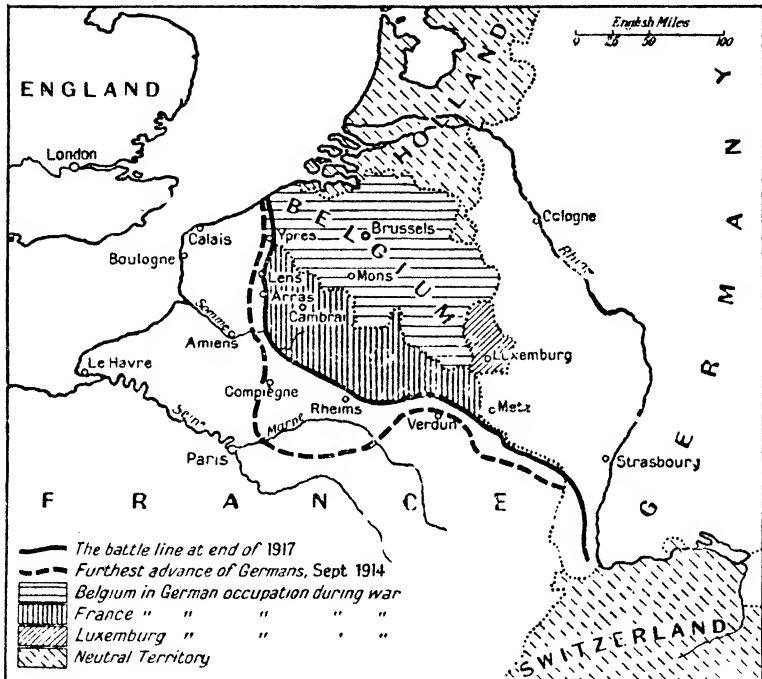 English Miles
0 25 50 100
ENGLAND
London
HOLLAND
GERMANY
Cologne
Rhine
BELGIUM
Brussels
Calais
Ypres
Boulogne
Mons
Lens
Arras
Cambrai
Somme
Amiens
Luxemburg
Le Havre
Compiegne
Rheims
Metz
Seine
Marne
Verdun
Paris
Strasbourg
FRANCE
SWITZERLAND
The battle line at end of 1917
Furthest advance of Germans, Sept 1914
Belgium in German occupation during war
France " " " " "
Luxemburg " " " "
Neutral Territory